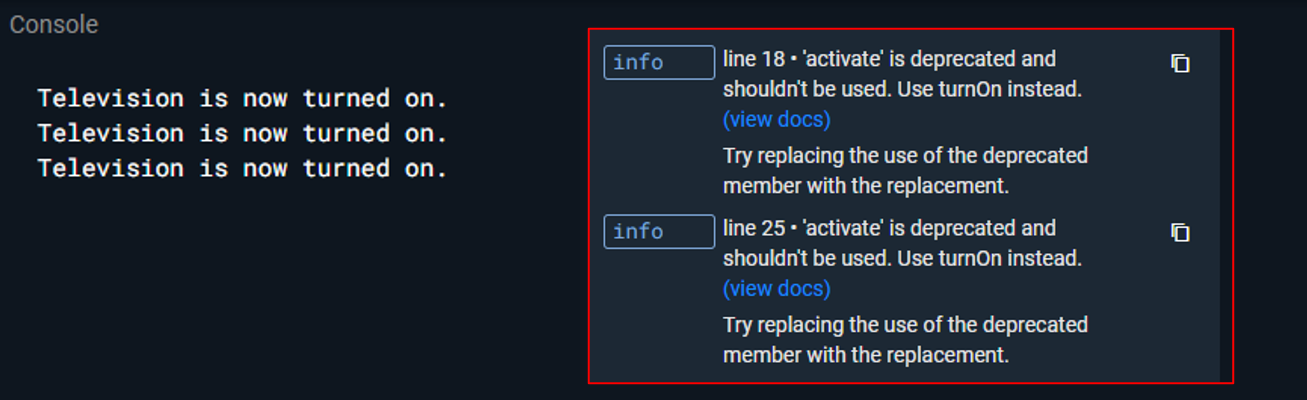 Console
Television is now turned on.
Television is now turned on.
Television is now turned on.
info
line 18 • 'activate' is deprecated and
shouldn't be used. Use turnOn instead.
(view docs)
Try replacing the use of the deprecated
member with the replacement.
info
line 25 • 'activate' is deprecated and
shouldn't be used. Use turnOn instead.
(view docs)
Try replacing the use of the deprecated
member with the replacement.